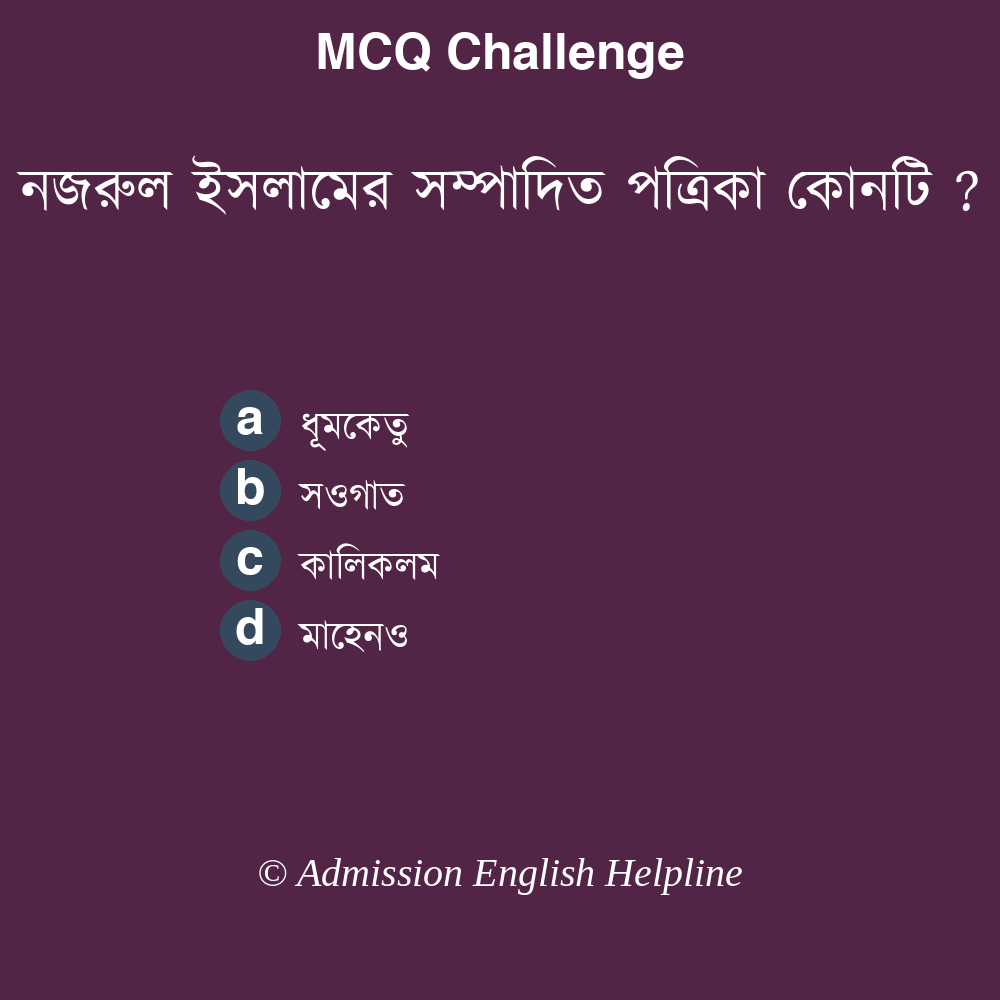 MCQ Challenge
নজরুল ইসলামের সম্পাদিত পত্রিকা কোনটি ?
a ধূমকেতু
b সওগাত
c কালিকলম
d মাহেনও
© Admission English Helpline